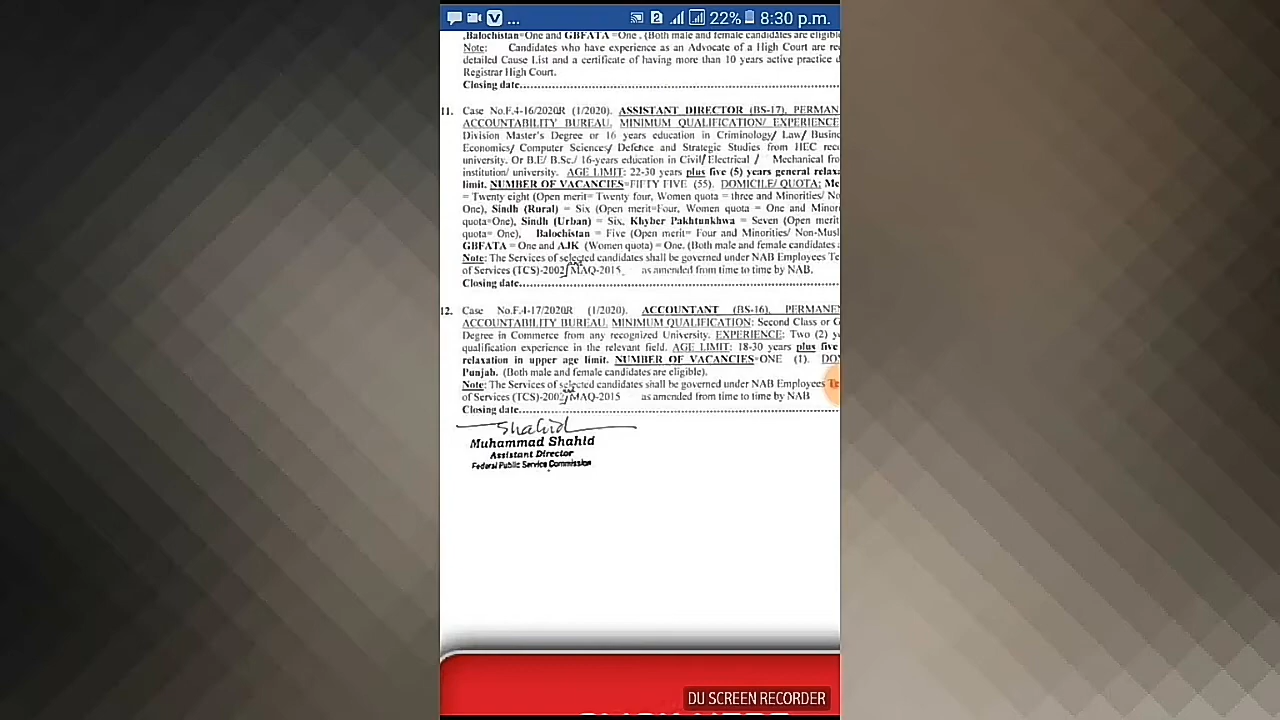 ... 22% 8:30 p.m.
,Balochistan=One and GBFATA =One . (Both male and female candidates are eligible
Note: Candidates who have experience as an Advocate of a High Court are re
detailed Cause List and a certificate of having more than 10 years active practice d
Registrar High Court.
Closing date
11. Case No.F.4-16/2020R (1/2020). ASSISTANT DIRECTOR (BS-17), PERMAN
ACCOUNTABILITY BUREAU. MINIMUM QUALIFICATION/ EXPERIENCE
Division Master's Degree or 16 years education in Criminology/ Law/ Busine
Economics/ Computer Sciences/ Defence and Strategic Studies from HEC reco
university. Or B.E/ B.Sc./ 16-years education in Civil/ Electrical / Mechanical fro
institution/ university. AGE LIMIT: 22-30 years plus five (5) years general relaxa
limit. NUMBER OF VACANCIES=FIFTY FIVE (55). DOMICILE/ QUOTA: Me
= Twenty eight (Open merit= Twenty four, Women quota = three and Minorities/ No
One), Sindh (Rural) = Six (Open merit=Four, Women quota = One and Minor
quota=One), Sindh (Urban) = Six. Khyber Pakhtunkhwa = Seven (Open merit
quota= One), Balochistan = Five (Open merit= Four and Minorities/ Non-Musl
GBFATA = One and AJK (Women quota) = One. (Both male and female candidates a
Note: The Services of selected candidates shall be governed under NAB Employees Te
of Services (TCS)-2002 MAQ-2015 as amended from time to time by NAB.
Closing date
12. Case No.F.4-17/2020R (1/2020). ACCOUNTANT (BS-16), PERMANEN
ACCOUNTABILITY BUREAU. MINIMUM QUALIFICATION: Second Class or G
Degree in Commerce from any recognized University. EXPERIENCE: Two (2) ye
qualification experience in the relevant field. AGE LIMIT: 18-30 years plus five
relaxation in upper age limit. NUMBER OF VACANCIES=ONE (1). DOM
Punjab. (Both male and female candidates are eligible).
Note: The Services of selected candidates shall be governed under NAB Employees Te
of Services (TCS)-2002 MAQ-2015 as amended from time to time by NAB
Closing date
Shahid
Muhammad Shahid
Assistant Director
Federal Public Service Commission
DU SCREEN RECORDER